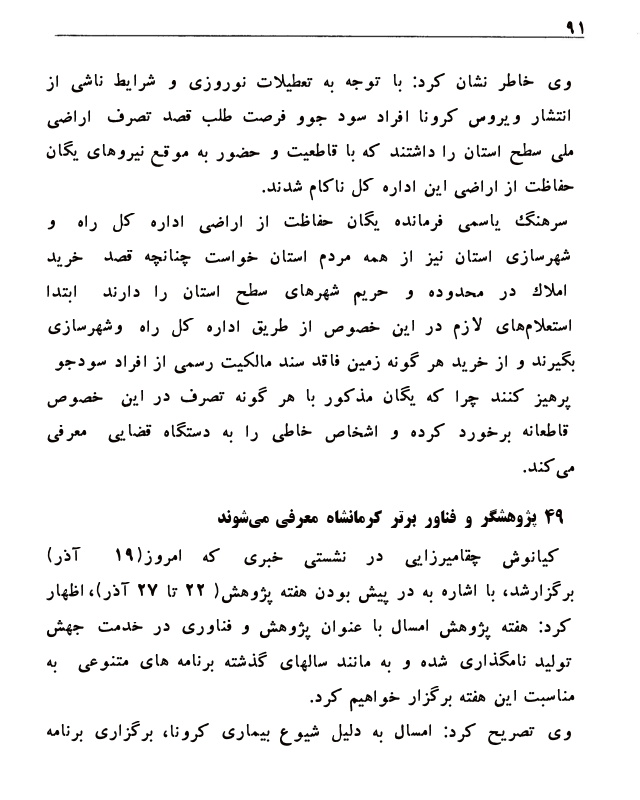 ۹۱
وی خاطر نشان کرد: با توجه به تعطیلات نوروزی و شرایط ناشی از
انتشار ویروس کرونا افراد سود جوو فرصت طلب قصد تصرف اراضی
ملی سطح استان را داشتند که با قاطعیت و حضور به موقع نیروهای یگان
حفاظت از اراضی این اداره کل ناکام شدند.
سرهنگ یاسمی فرمانده یگان حفاظت از اراضی اداره کل راه و
شهرسازی استان نیز از همه مردم استان خواست چنانچه قصد خرید
املاك در محدوده و حریم شهرهای سطح استان را دارند ابتدا
استعلام‌های لازم در این خصوص از طریق اداره کل راه وشهرسازی
بگیرند و از خرید هر گونه زمین فاقد سند مالکیت رسمی از افراد سودجو
پرهیز کنند چرا که یگان مذکور با هر گونه تصرف در این خصوص
قاطعانه برخورد کرده و اشخاص خاطی را به دستگاه قضایی معرفی
می‌کند.
۴۹ پژوهشگر و فناور برتر کرمانشاه معرفی می‌شوند
کیانوش چقامیرزایی در نشستی خبری که امروز(۱۹ آذر)
برگزارشد، با اشاره به در پیش بودن هفته پژوهش( ۲۲ تا ۲۷ آذر)، اظهار
کرد: هفته پژوهش امسال با عنوان پژوهش و فناوری در خدمت جهش
تولید نامگذاری شده و به مانند سالهای گذشته برنامه های متنوعی به
مناسبت این هفته برگزار خواهیم کرد.
وی تصریح کرد: امسال به دلیل شیوع بیماری کرونا، برگزاری برنامه